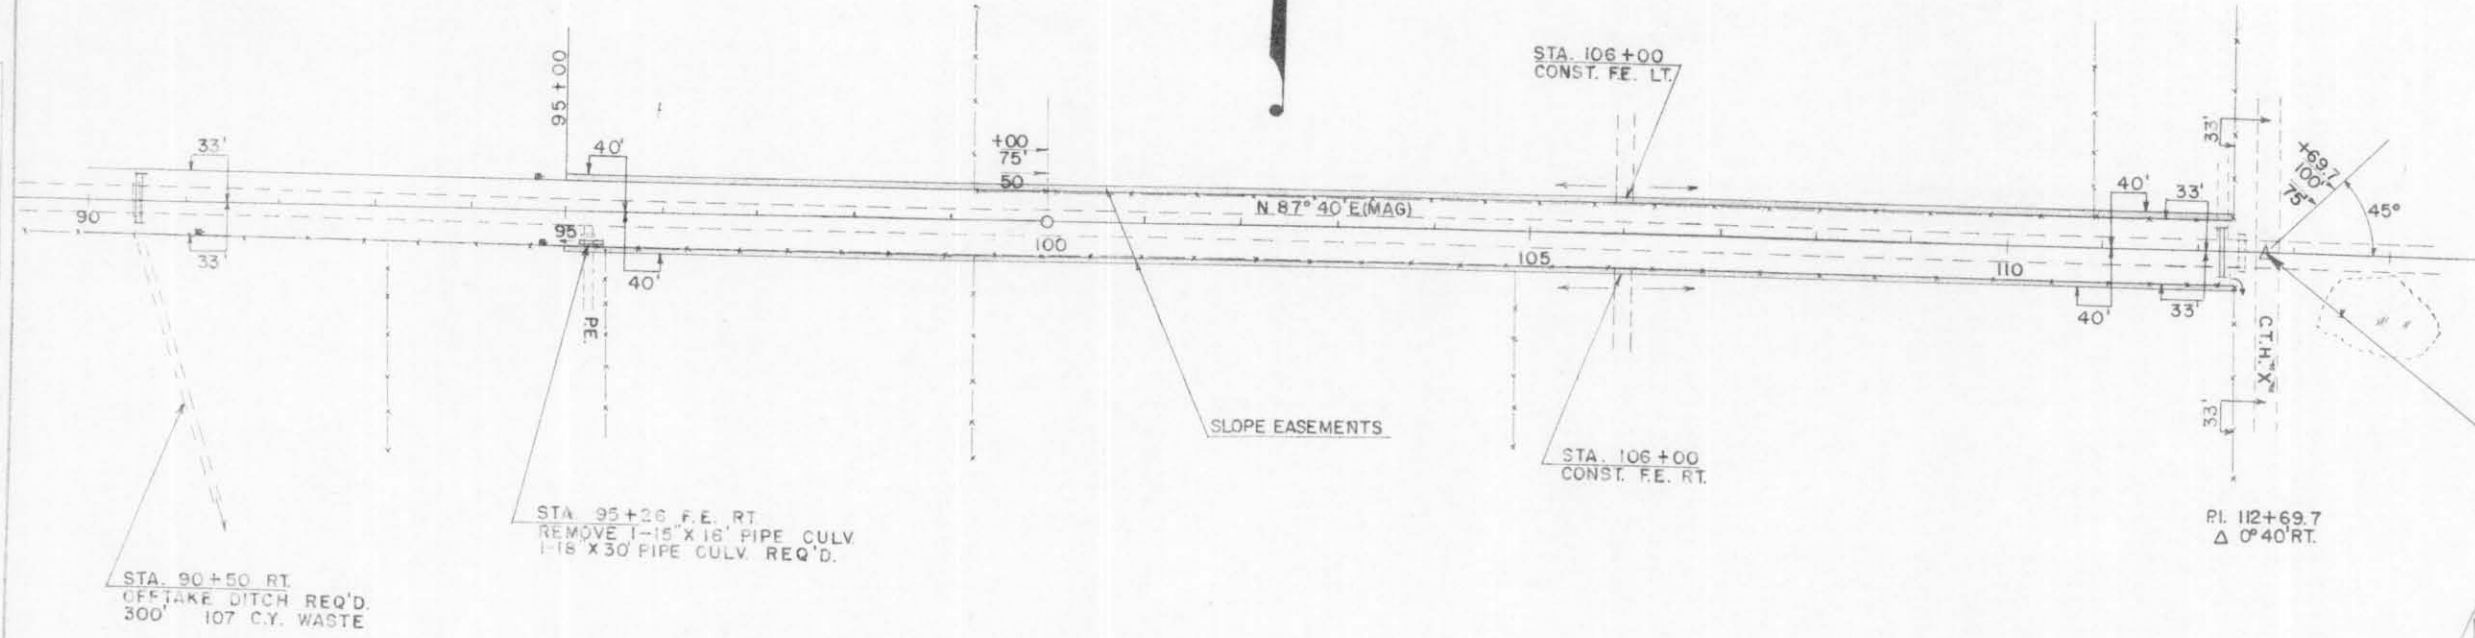 STA. 106+00
CONST. F.E. LT.
95+00
33'
40'
+00
75'
50
33'
+69.7
100'
75'
45°
40'
33'
N 87° 40' E (MAG)
90
95
100
105
110
33'
40'
P.E.
40'
33'
C.T.H. "X"
33'
SLOPE EASEMENTS
STA. 106+00
CONST. F.E. RT.
STA. 95+26 F.E. RT.
REMOVE 1-15"X 16' PIPE CULV.
1-18"X 30' PIPE CULV. REQ'D.
P.I. 112+69.7
Δ 0°40' RT.
STA. 90+50 RT.
OFFTAKE DITCH REQ'D.
300' 107 C.Y. WASTE